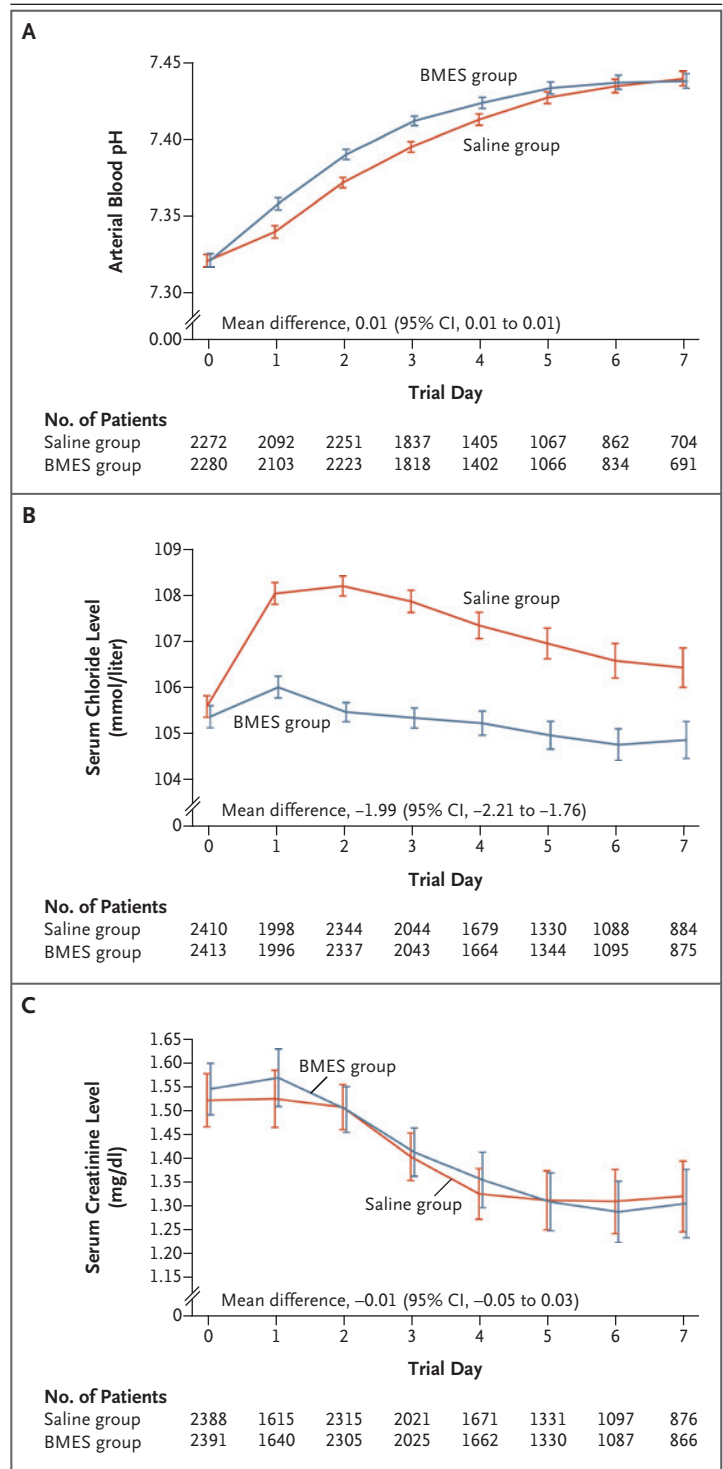 A
7.45
BMES group
7.40
Saline group
7.35
7.30
Arterial Blood pH
Mean difference, 0.01 (95% CI, 0.01 to 0.01)
0.00
0 1 2 3 4 5 6 7
Trial Day
No. of Patients
Saline group 2272 2092 2251 1837 1405 1067 862 704
BMES group 2280 2103 2223 1818 1402 1066 834 691
B
109
108
Saline group
107
106
BMES group
105
104
Serum Chloride Level
(mmol/liter)
Mean difference, −1.99 (95% CI, −2.21 to −1.76)
0
0 1 2 3 4 5 6 7
Trial Day
No. of Patients
Saline group 2410 1998 2344 2044 1679 1330 1088 884
BMES group 2413 1996 2337 2043 1664 1344 1095 875
C
1.65
1.60
BMES group
1.55
1.50
1.45
1.40
1.35
Saline group
1.30
1.25
1.20
1.15
Serum Creatinine Level
(mg/dl)
Mean difference, −0.01 (95% CI, −0.05 to 0.03)
0
0 1 2 3 4 5 6 7
Trial Day
No. of Patients
Saline group 2388 1615 2315 2021 1671 1331 1097 876
BMES group 2391 1640 2305 2025 1662 1330 1087 866